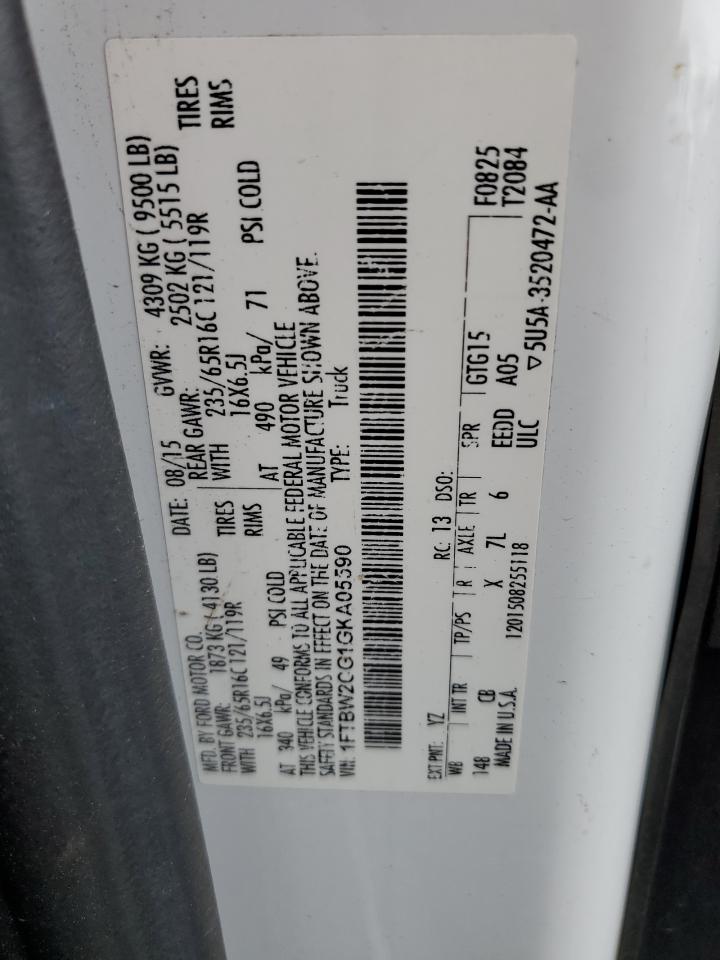 MFD. BY FORD MOTOR CO. DATE: 08/15 GVWR: 4309 KG ( 9500 LB)
FRONT GAWR: 1873 KG ( 4130 LB) REAR GAWR: 2502 KG ( 5515 LB)
WITH 235/65R16C 121/119R TIRES WITH 235/65R16C 121/119R TIRES
16X6.5J RIMS 16X6.5J RIMS
AT 340 kPa/ 49 PSI COLD AT 490 kPa/ 71 PSI COLD
THIS VEHICLE CONFORMS TO ALL APPLICABLE FEDERAL MOTOR VEHICLE
SAFETY STANDARDS IN EFFECT ON THE DATE OF MANUFACTURE SHOWN ABOVE.
VIN: 1FTBW2CG1GKA05590 TYPE: Truck
EXT PNT: YZ RC: 13 DSO: F0825
WB INT TR TP/PS R AXLE TR SPR GTG15 T20B4
148 CB X 7L 6 EEDD A05
MADE IN U.S.A. 1201508255118 ULC ▽5U5A-3520472-AA